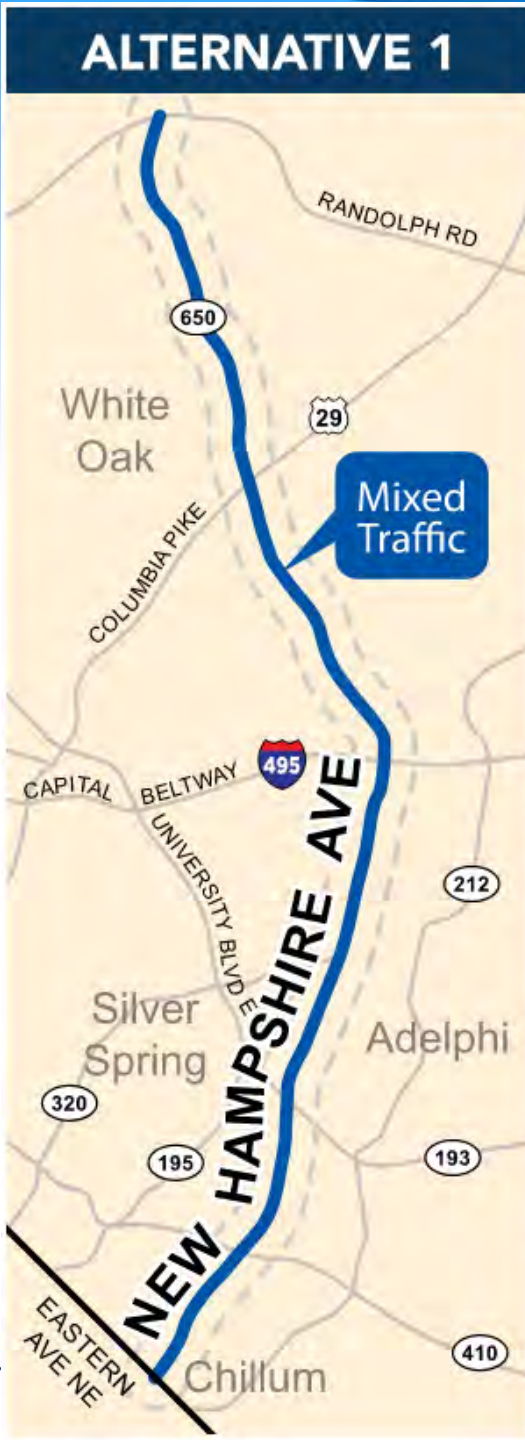 ALTERNATIVE 1
RANDOLPH RD
650
White
Oak
29
Mixed
Traffic
COLUMBIA PIKE
495
CAPITAL BELTWAY
NEW HAMPSHIRE AVE
UNIVERSITY BLVD E
212
Silver
Spring
Adelphi
320
195
193
EASTERN
AVE NE
Chillum
410